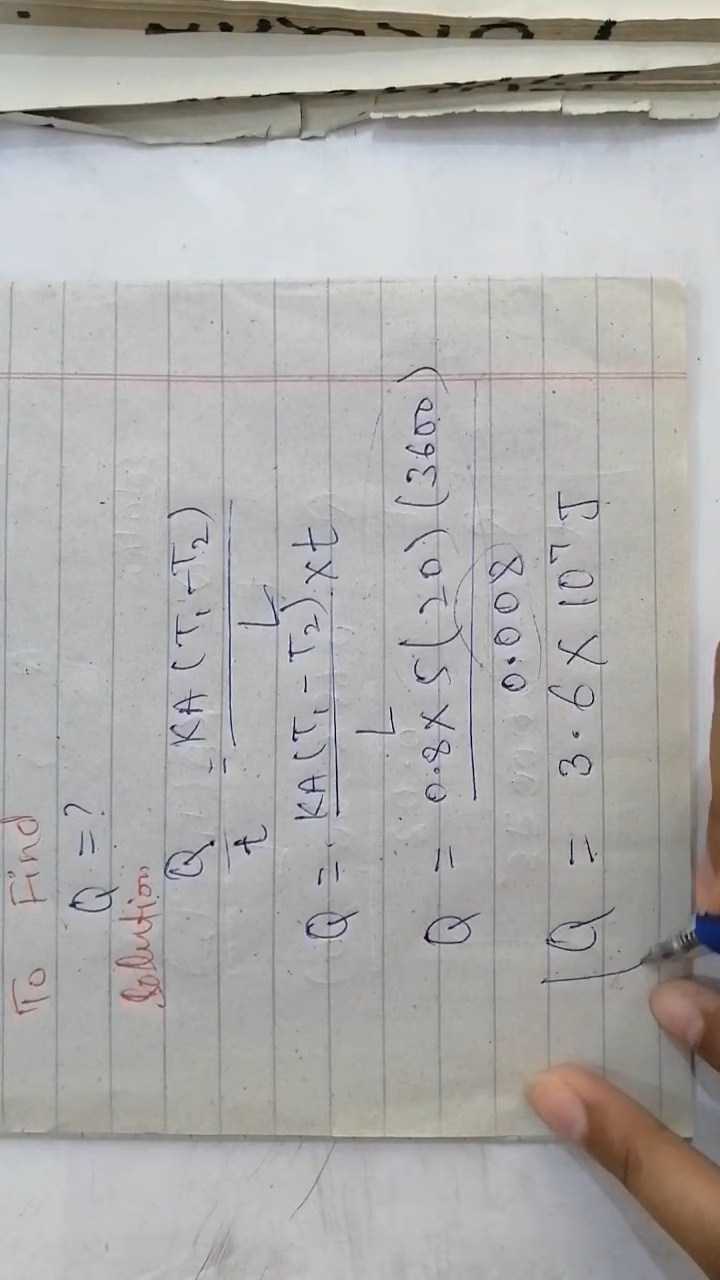 To Find
Q = ?
Solution
Q/t = KA(T₁-T₂)/L
Q = KA(T₁-T₂)×t/L
Q = 0.8×5(20)(3600)/0.008
Q = 3.6×10⁷ J